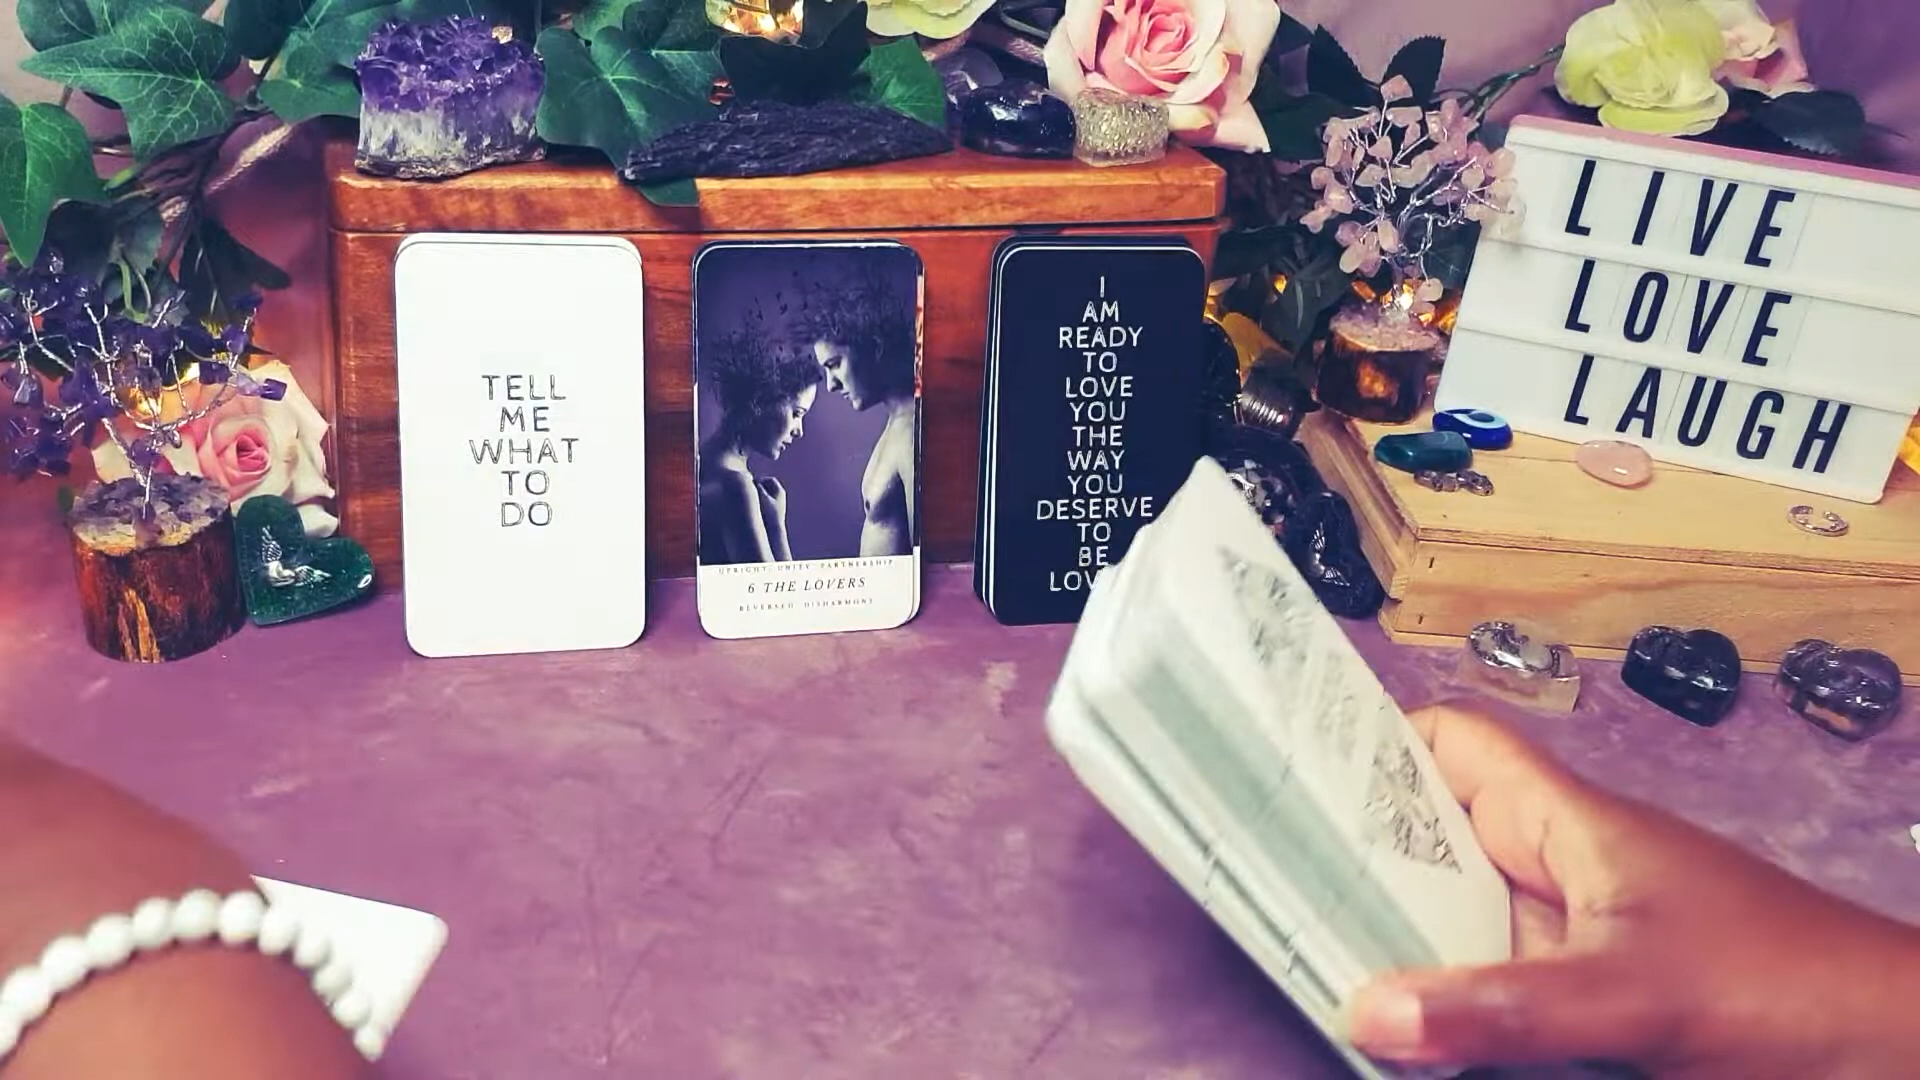 TELL
ME
WHAT
TO
DO
UPRIGHT: UNITY, PARTNERSHIP
6 THE LOVERS
REVERSED: DISHARMONY
I
AM
READY
TO
LOVE
YOU
THE
WAY
YOU
DESERVE
TO
BE
LOV
LIVE
LOVE
LAUGH